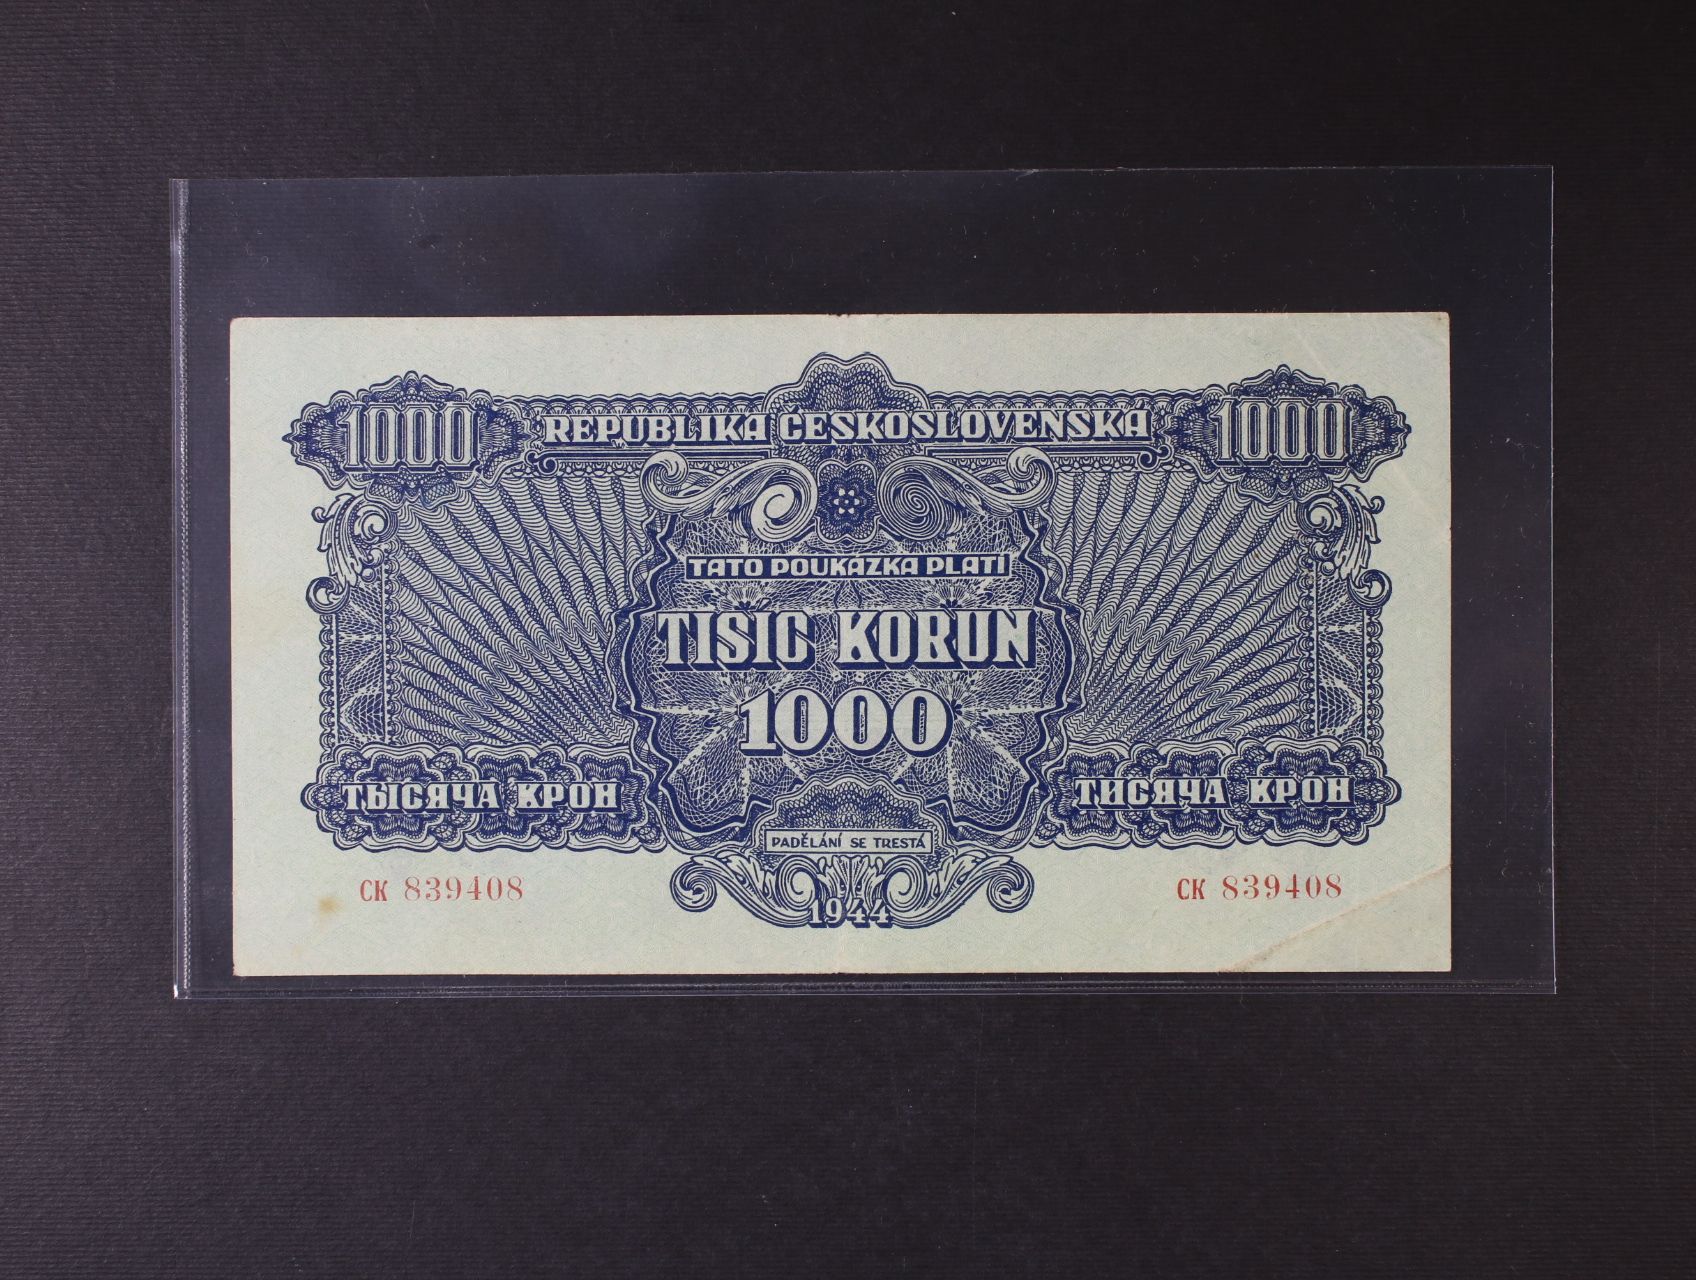 1000 REPUBLIKA ČESKOSLOVENSKÁ 1000
TATO POUKÁZKA PLATÍ
TISÍC KORUN
1000
ТЫСЯЧА КРОН
ТИСЯЧА КРОН
PADĚLÁNÍ SE TRESTÁ
СК 839408
СК 839408
1944